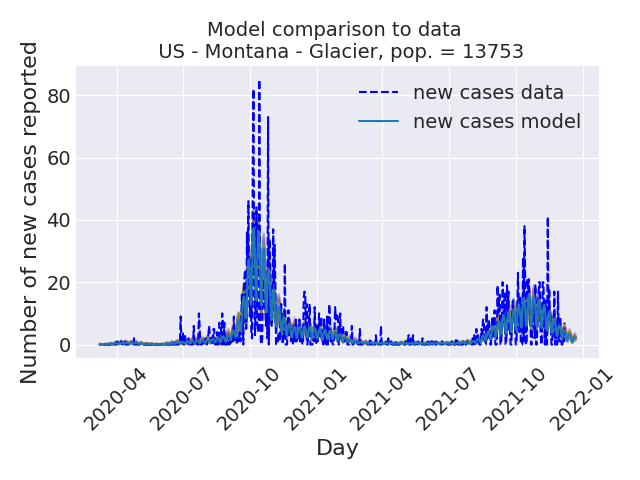 Model comparison to data
US - Montana - Glacier, pop. = 13753
Number of new cases reported
80
60
40
20
0
new cases data
new cases model
2020-04
2020-07
2020-10
2021-01
2021-04
2021-07
2021-10
2022-01
Day